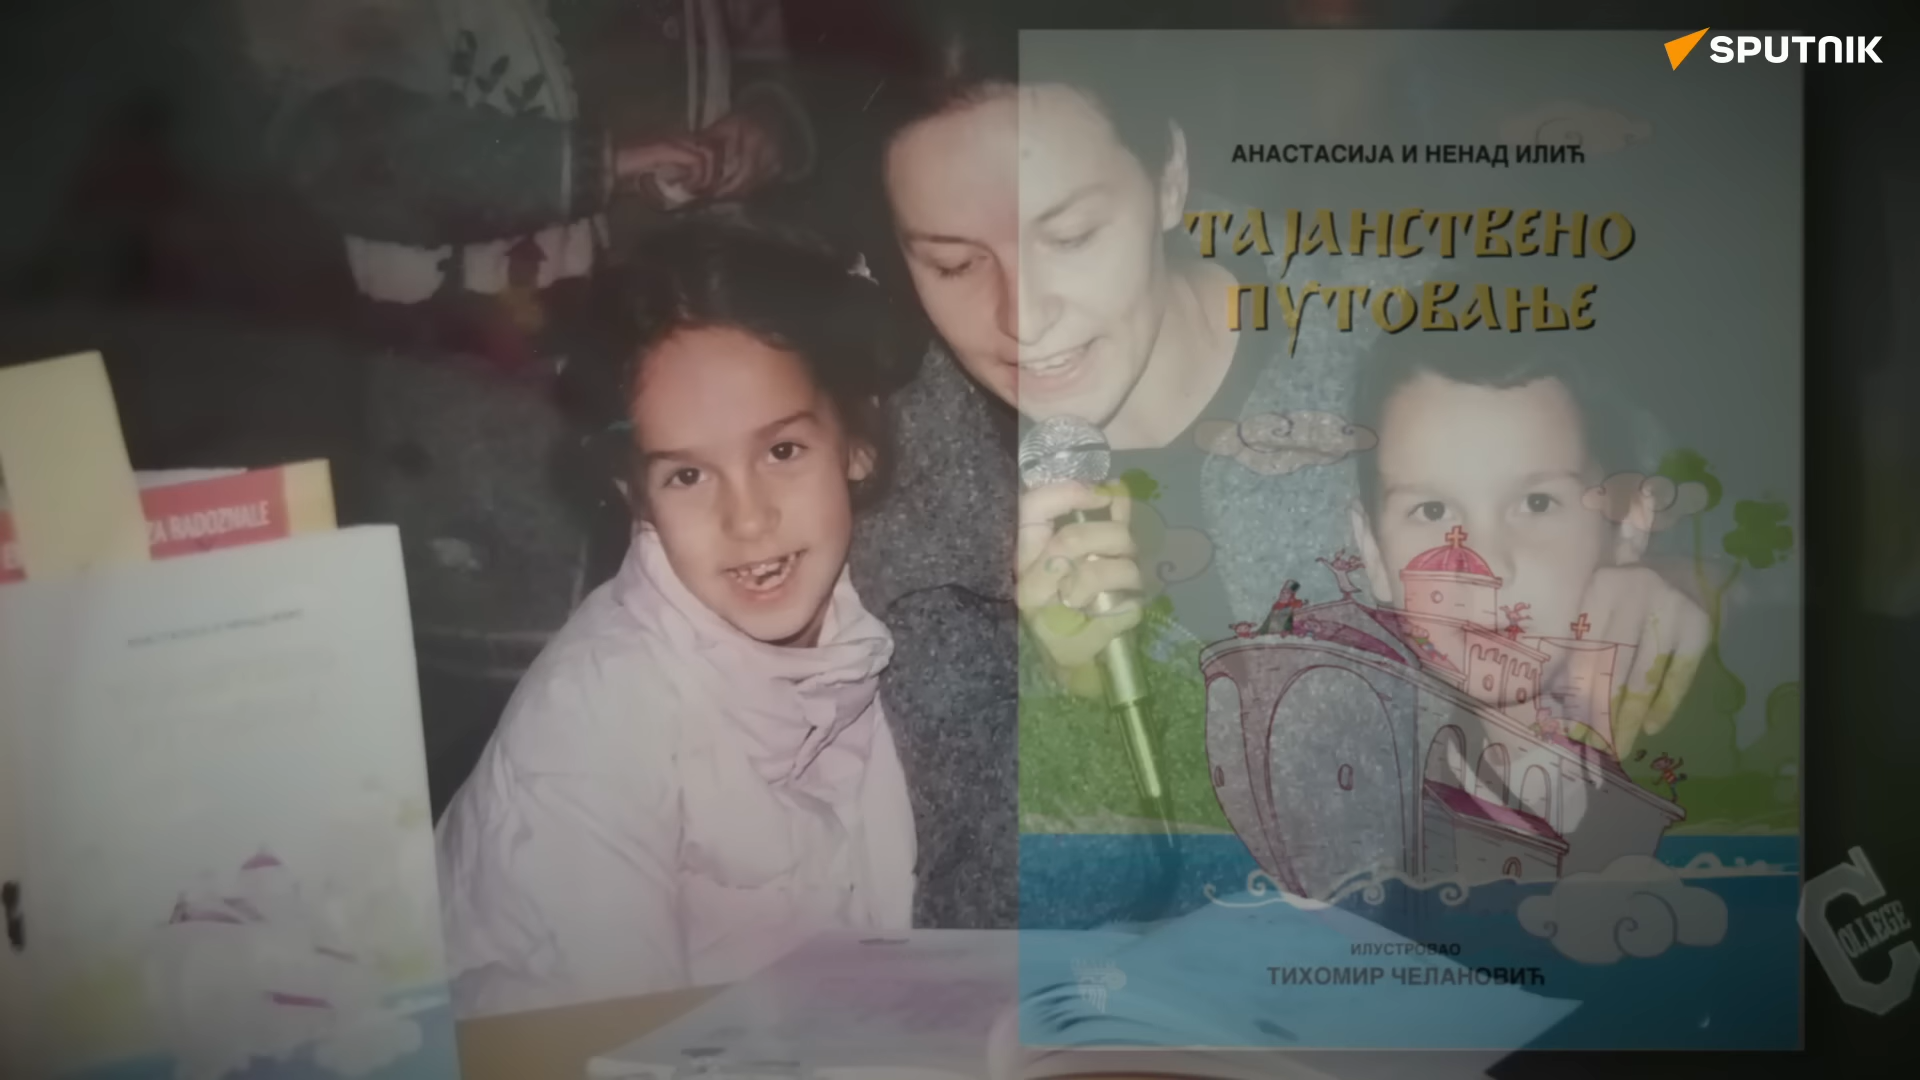 SPUTNIK
АНАСТАСИЈА И НЕНАД ИЛИЋ
ТАЈАНСТВЕНО
ПУТОВАЊЕ
ZA RADOZNALE
COLLEGE
ИЛУСТРОВАО
ТИХОМИР ЧЕЛАНОВИЋ